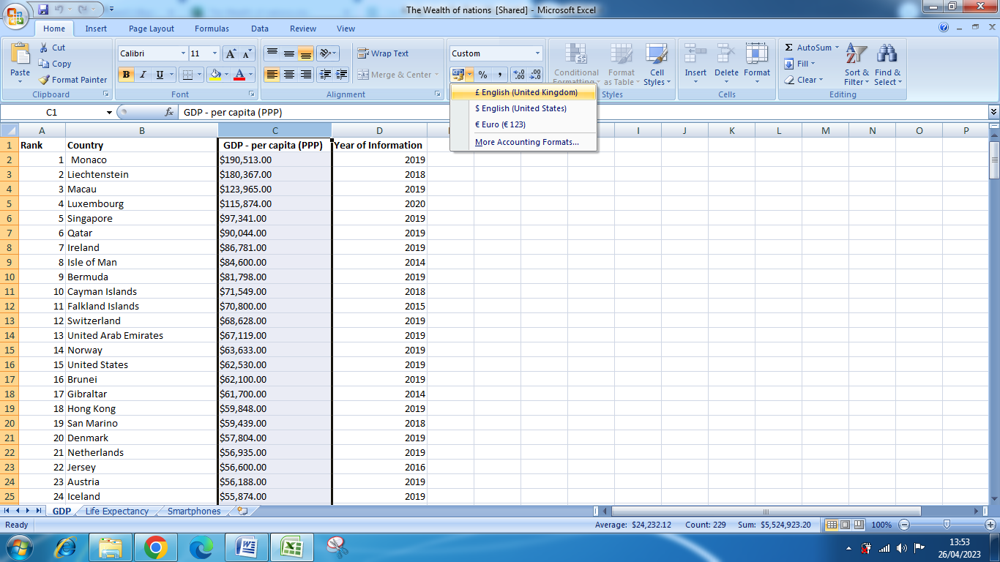 The Wealth of nations [Shared] - Microsoft Excel
Home Insert Page Layout Formulas Data Review View
Cut
Copy
Format Painter
Paste
Clipboard
Calibri 11
B I U A
Font
Wrap Text
Merge & Center
Alignment
Custom
% ,
Conditional Formatting
Format as Table
Cell Styles
Styles
Insert Delete Format
Cells
Σ AutoSum
Fill
Clear
Sort & Filter
Find & Select
Editing
£ English (United Kingdom)
$ English (United States)
€ Euro (€ 123)
More Accounting Formats...
C1 fx GDP - per capita (PPP)
A B C D I J K L M N O P
1 Rank Country GDP - per capita (PPP) Year of Information
2 1 Monaco $190,513.00 2019
3 2 Liechtenstein $180,367.00 2018
4 3 Macau $123,965.00 2019
5 4 Luxembourg $115,874.00 2020
6 5 Singapore $97,341.00 2019
7 6 Qatar $90,044.00 2019
8 7 Ireland $86,781.00 2019
9 8 Isle of Man $84,600.00 2014
10 9 Bermuda $81,798.00 2019
11 10 Cayman Islands $71,549.00 2018
12 11 Falkland Islands $70,800.00 2015
13 12 Switzerland $68,628.00 2019
14 13 United Arab Emirates $67,119.00 2019
15 14 Norway $63,633.00 2019
16 15 United States $62,530.00 2019
17 16 Brunei $62,100.00 2019
18 17 Gibraltar $61,700.00 2014
19 18 Hong Kong $59,848.00 2019
20 19 San Marino $59,439.00 2018
21 20 Denmark $57,804.00 2019
22 21 Netherlands $56,935.00 2019
23 22 Jersey $56,600.00 2016
24 23 Austria $56,188.00 2019
25 24 Iceland $55,874.00 2019
GDP Life Expectancy Smartphones
Ready Average: $24,232.12 Count: 229 Sum: $5,524,923.20 100%
13:53
26/04/2023